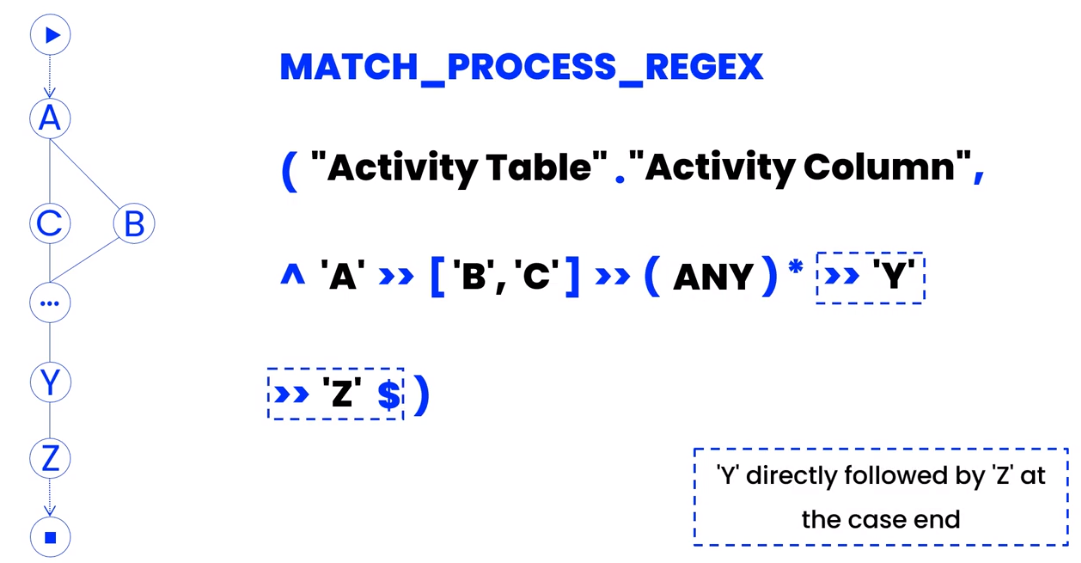 A
C
B
...
Y
Z
MATCH_PROCESS_REGEX
( "Activity Table"."Activity Column",
^ 'A' >> ['B', 'C'] >> ( ANY )* >> 'Y'
>> 'Z' $ )
'Y' directly followed by 'Z' at
the case end